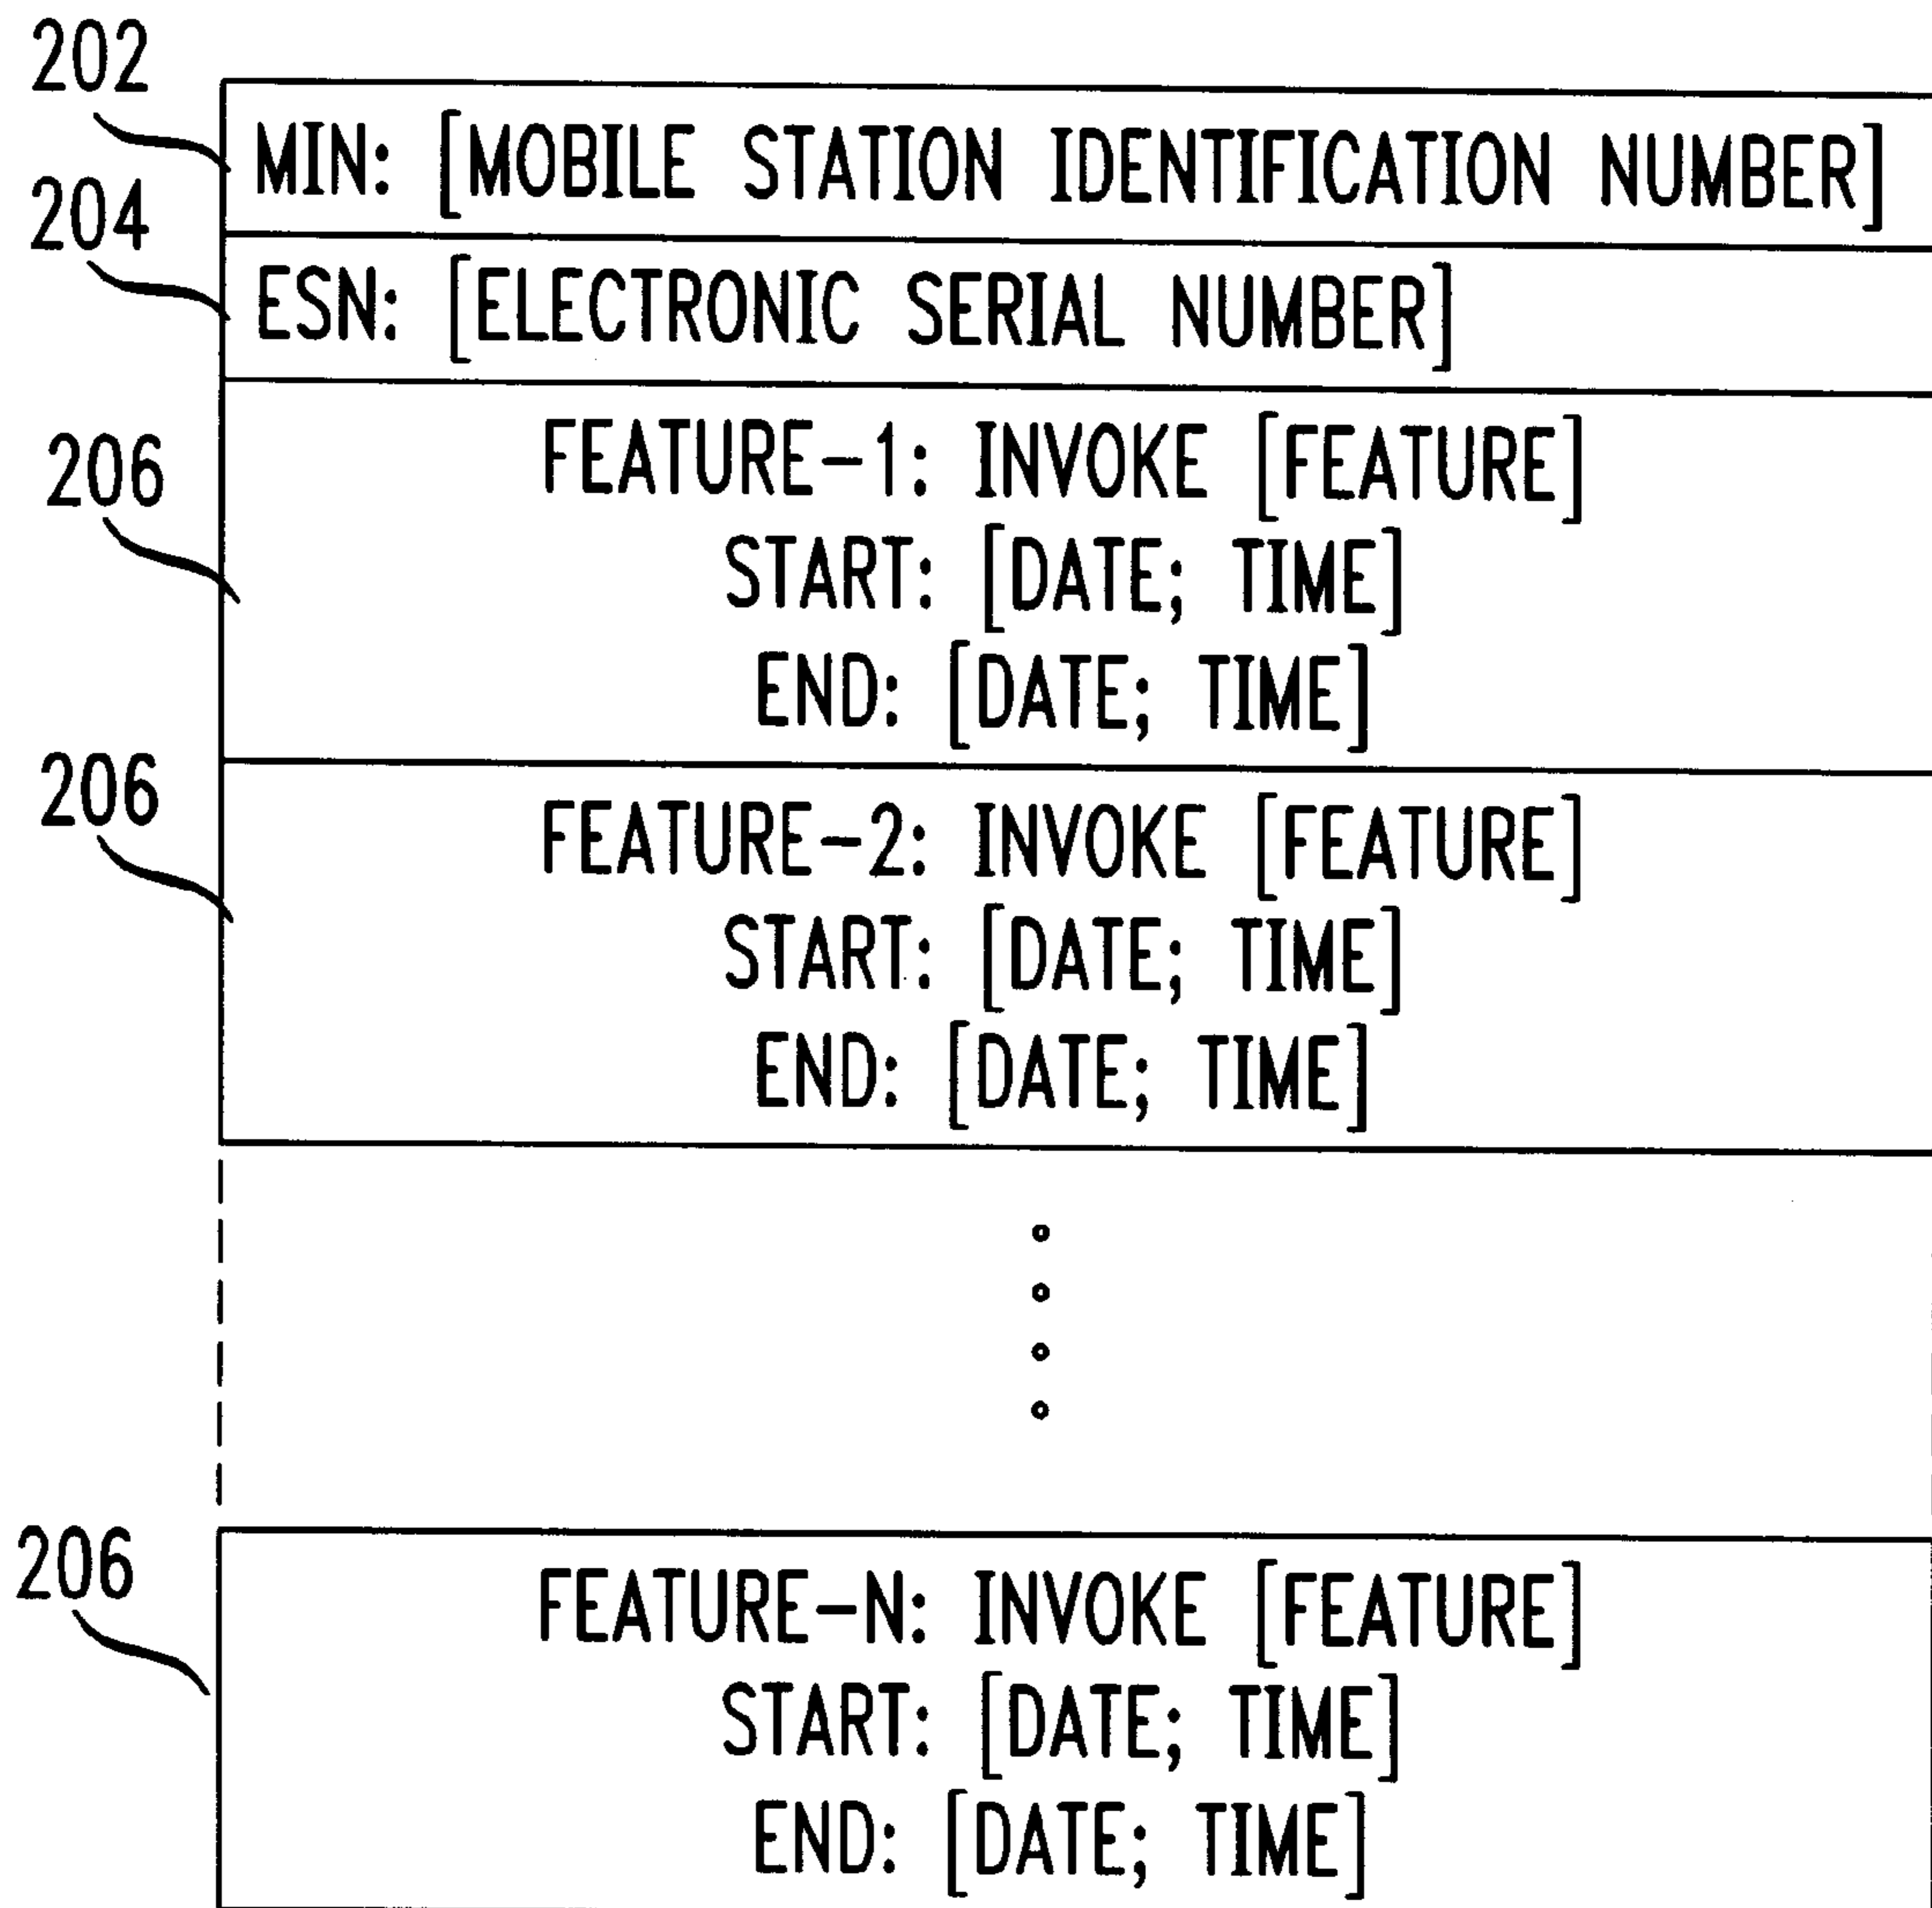 202
MIN: [MOBILE STATION IDENTIFICATION NUMBER]
204
ESN: [ELECTRONIC SERIAL NUMBER]
206
FEATURE-1: INVOKE [FEATURE]
START: [DATE; TIME]
END: [DATE; TIME]
206
FEATURE-2: INVOKE [FEATURE]
START: [DATE; TIME]
END: [DATE; TIME]
206
FEATURE-N: INVOKE [FEATURE]
START: [DATE; TIME]
END: [DATE; TIME]